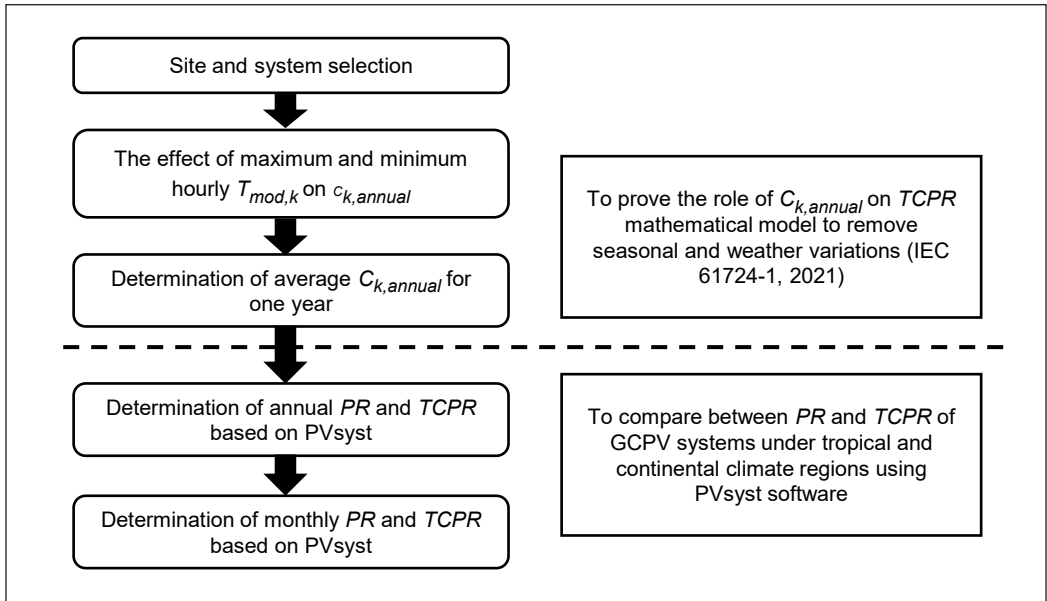 Site and system selection
The effect of maximum and minimum
hourly T_mod,k on c_k,annual
Determination of average C_k,annual for
one year
To prove the role of C_k,annual on TCPR
mathematical model to remove
seasonal and weather variations (IEC
61724-1, 2021)
Determination of annual PR and TCPR
based on PVsyst
Determination of monthly PR and TCPR
based on PVsyst
To compare between PR and TCPR of
GCPV systems under tropical and
continental climate regions using
PVsyst software